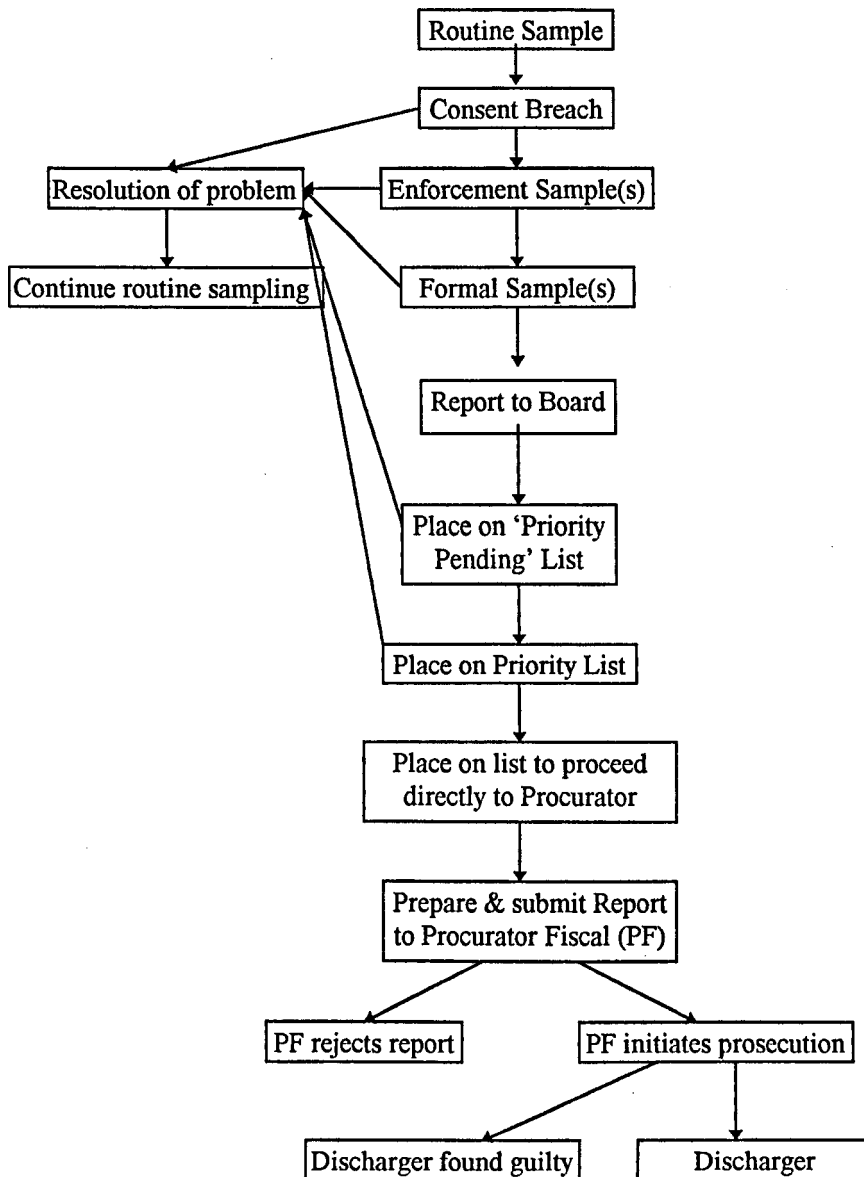 Routine Sample
Consent Breach
Resolution of problem
Enforcement Sample(s)
Continue routine sampling
Formal Sample(s)
Report to Board
Place on ‘Priority
Pending’ List
Place on Priority List
Place on list to proceed
directly to Procurator
Prepare & submit Report
to Procurator Fiscal (PF)
PF rejects report
PF initiates prosecution
Discharger found guilty
Discharger